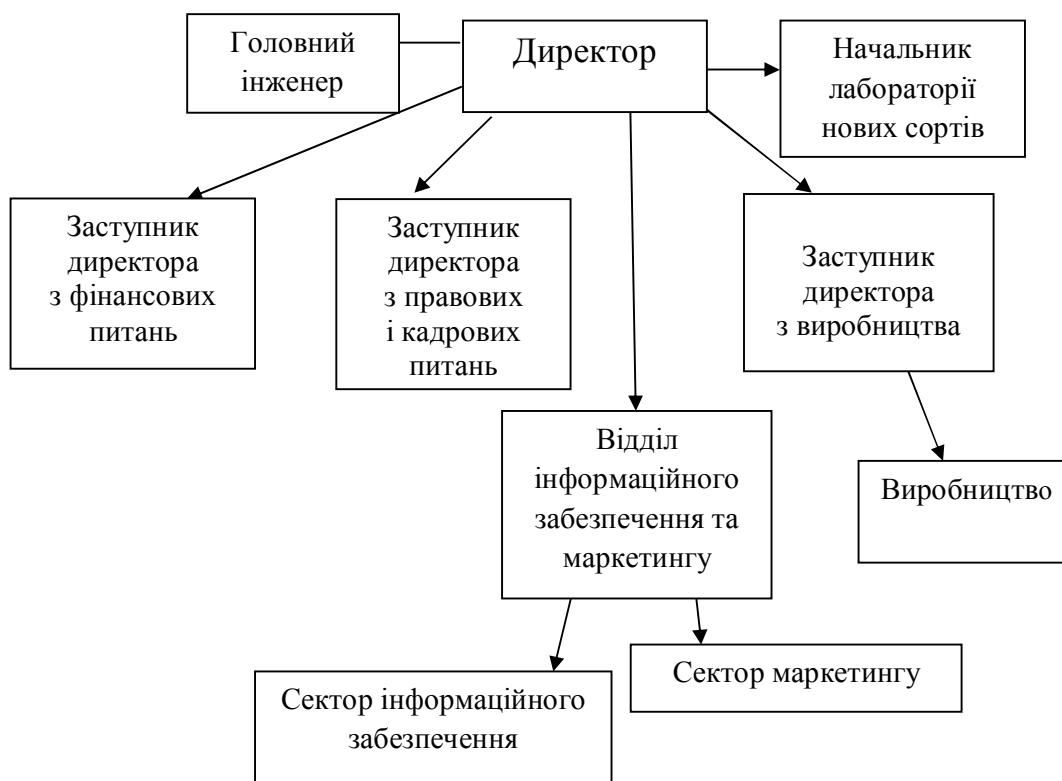 Головний
інженер
Директор
Начальник
лабораторії
нових сортів
Заступник
директора
з фінансових
питань
Заступник
директора
з правових
і кадрових
питань
Заступник
директора
з виробництва
Відділ
інформаційного
забезпечення та
маркетингу
Виробництво
Сектор інформаційного
забезпечення
Сектор маркетингу